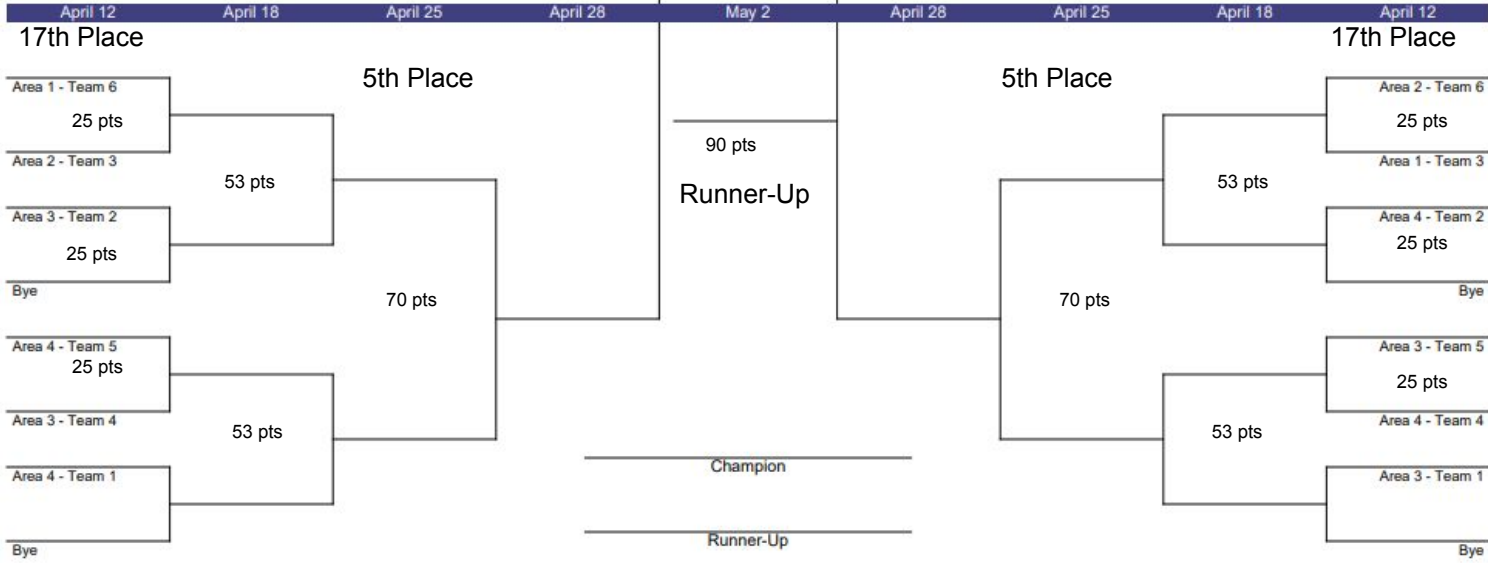 April 12 April 18 April 25 April 28 May 2 April 28 April 25 April 18 April 12
17th Place 17th Place
5th Place 5th Place
Area 1 - Team 6 Area 2 - Team 6
25 pts 25 pts
90 pts
Area 2 - Team 3 Area 1 - Team 3
53 pts 53 pts
Runner-Up
Area 3 - Team 2 Area 4 - Team 2
25 pts 25 pts
Bye Bye
70 pts 70 pts
Area 4 - Team 5 Area 3 - Team 5
25 pts 25 pts
Area 3 - Team 4 Area 4 - Team 4
53 pts 53 pts
Champion
Area 4 - Team 1 Area 3 - Team 1
Runner-Up
Bye Bye